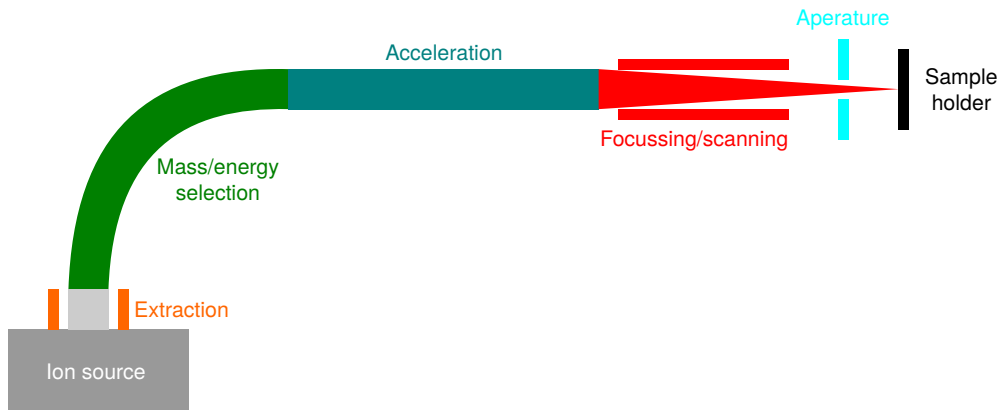 Aperature
Acceleration
Sample
holder
Focussing/scanning
Mass/energy
selection
Extraction
Ion source